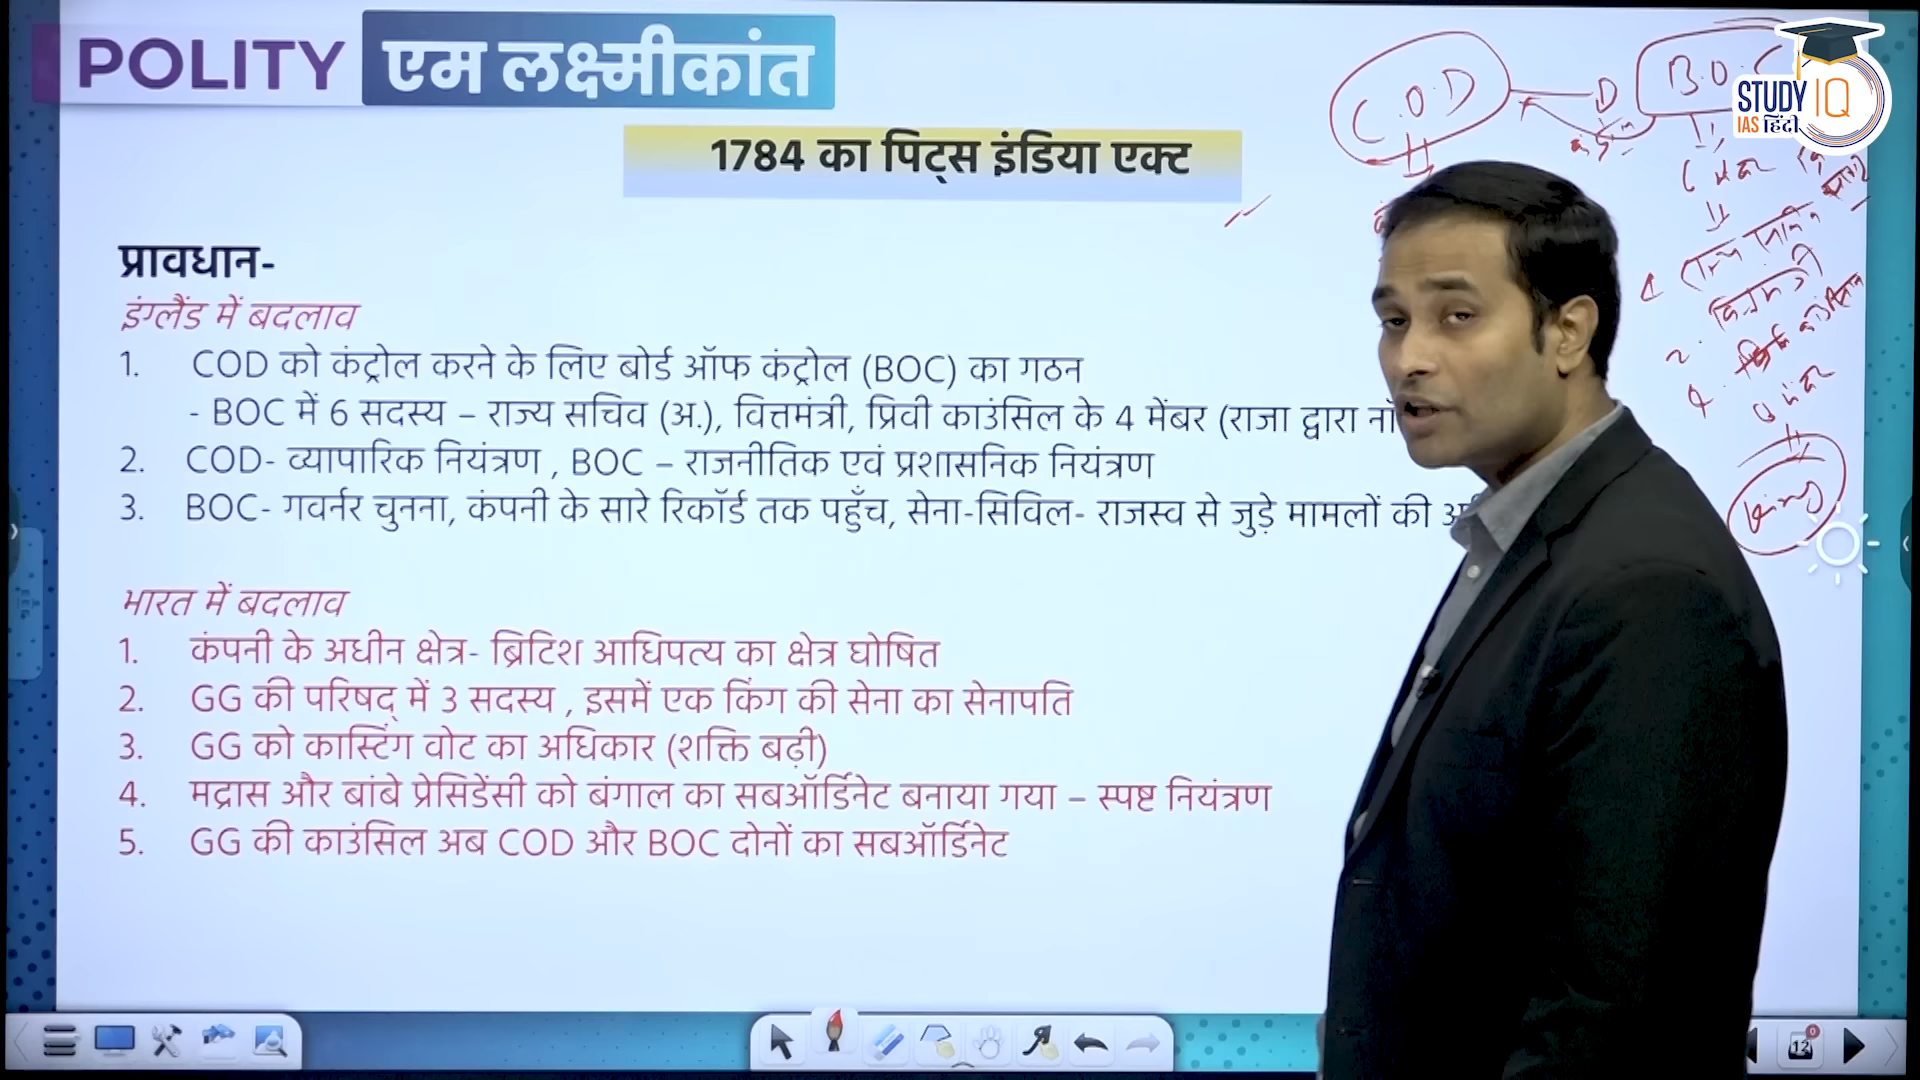 POLITY एम लक्ष्मीकांत
STUDY IQ
IAS हिंदी
C.O.D
B.O.C
1784 का पिट्स इंडिया एक्ट
प्रावधान-
इंग्लैंड में बदलाव
1. COD को कंट्रोल करने के लिए बोर्ड ऑफ कंट्रोल (BOC) का गठन
- BOC में 6 सदस्य – राज्य सचिव (अ.), वित्तमंत्री, प्रिवी काउंसिल के 4 मेंबर (राजा द्वारा
2. COD- व्यापारिक नियंत्रण , BOC – राजनीतिक एवं प्रशासनिक नियंत्रण
3. BOC- गवर्नर चुनना, कंपनी के सारे रिकॉर्ड तक पहुँच, सेना-सिविल- राजस्व से जुड़े मामलों की
King
भारत में बदलाव
1. कंपनी के अधीन क्षेत्र- ब्रिटिश आधिपत्य का क्षेत्र घोषित
2. GG की परिषद् में 3 सदस्य , इसमें एक किंग की सेना का सेनापति
3. GG को कास्टिंग वोट का अधिकार (शक्ति बढ़ी)
4. मद्रास और बांबे प्रेसिडेंसी को बंगाल का सबऑर्डिनेट बनाया गया – स्पष्ट नियंत्रण
5. GG की काउंसिल अब COD और BOC दोनों का सबऑर्डिनेट
12
0